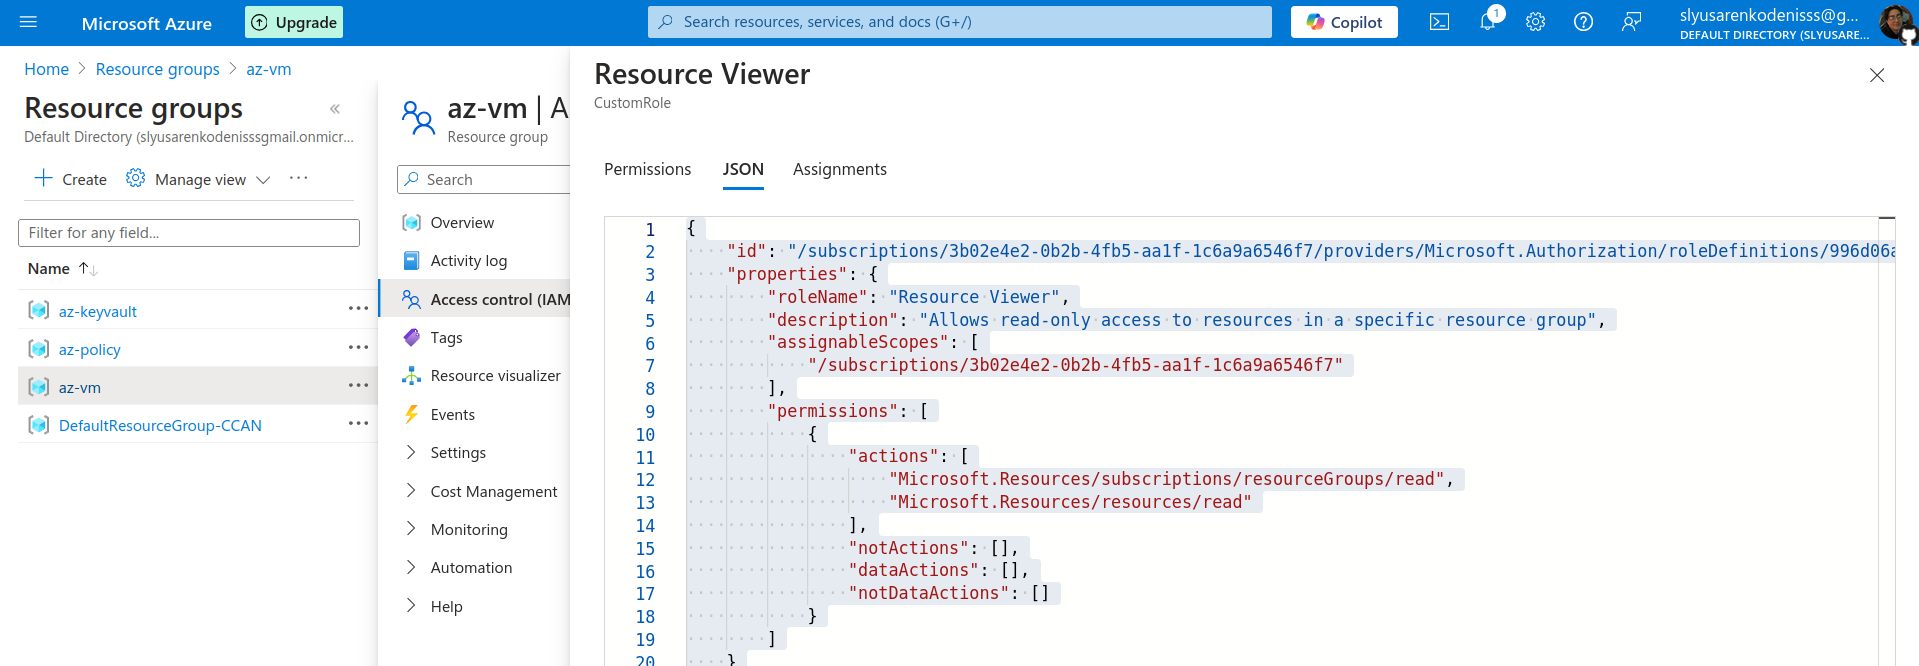 Microsoft Azure
Upgrade
Search resources, services, and docs (G+/)
Copilot
1
slyusarenkodenisss@g...
DEFAULT DIRECTORY (SLYUSARE...
Home > Resource groups > az-vm
Resource groups
«
Default Directory (slyusarenkodenisssgmail.onmicr...
Create
Manage view
...
Filter for any field...
Name ↑↓
az-keyvault
...
az-policy
...
az-vm
...
DefaultResourceGroup-CCAN
...
az-vm | A
Resource group
Search
Overview
Activity log
Access control (IAM
Tags
Resource visualizer
Events
Settings
Cost Management
Monitoring
Automation
Help
Resource Viewer
CustomRole
Permissions
JSON
Assignments
1 {
2 "id": "/subscriptions/3b02e4e2-0b2b-4fb5-aa1f-1c6a9a6546f7/providers/Microsoft.Authorization/roleDefinitions/996d06a
3 "properties": {
4 "roleName": "Resource Viewer",
5 "description": "Allows read-only access to resources in a specific resource group",
6 "assignableScopes": [
7 "/subscriptions/3b02e4e2-0b2b-4fb5-aa1f-1c6a9a6546f7"
8 ],
9 "permissions": [
10 {
11 "actions": [
12 "Microsoft.Resources/subscriptions/resourceGroups/read",
13 "Microsoft.Resources/resources/read"
14 ],
15 "notActions": [],
16 "dataActions": [],
17 "notDataActions": []
18 }
19 ]
20 }